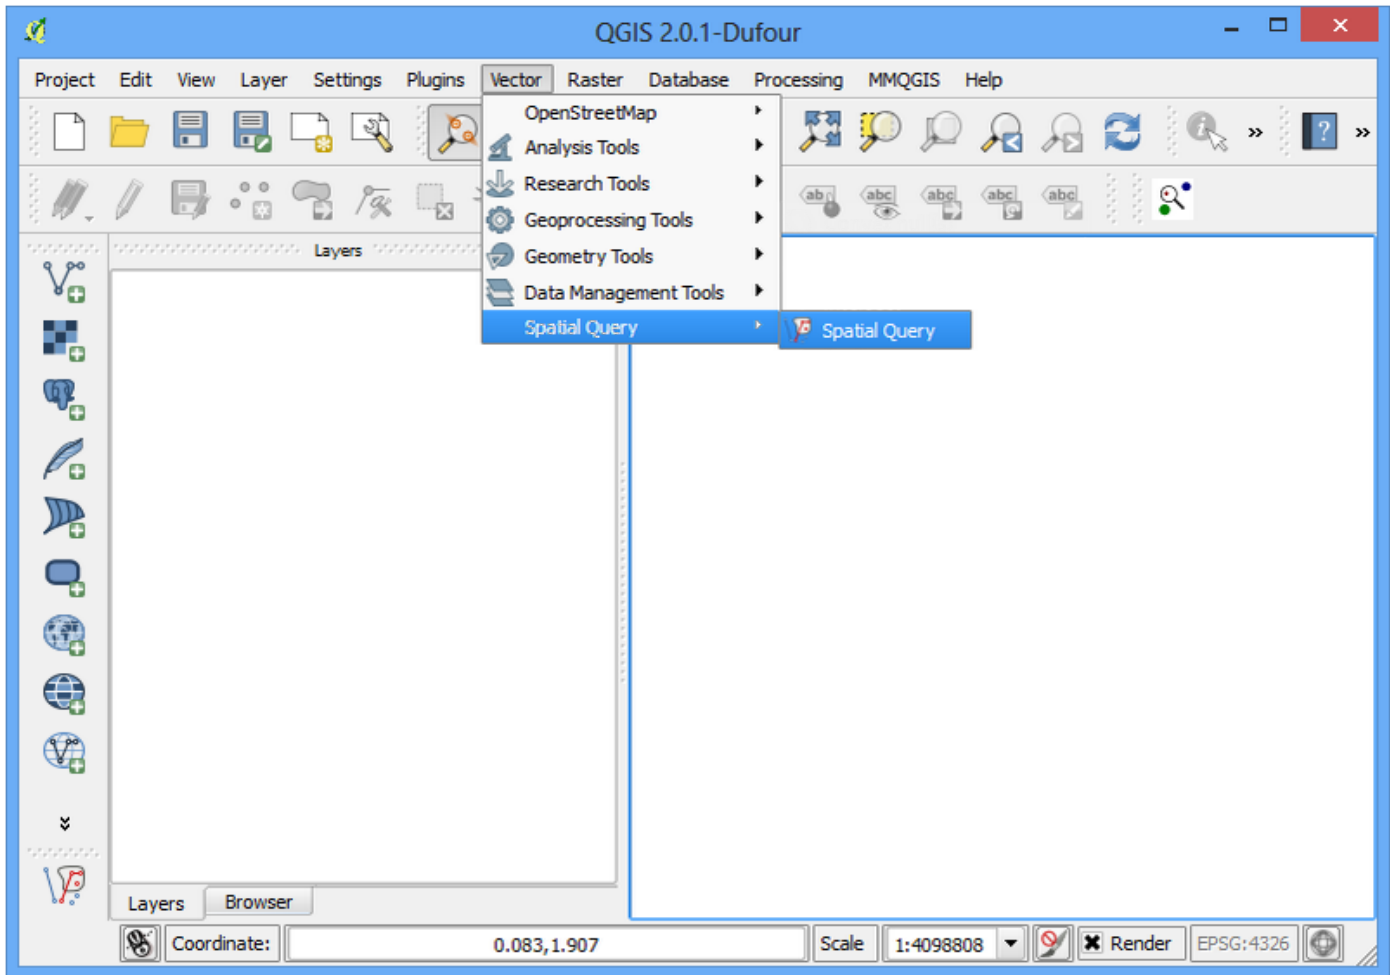 QGIS 2.0.1-Dufour
Project Edit View Layer Settings Plugins Vector Raster Database Processing MMQGIS Help
OpenStreetMap
Analysis Tools
Research Tools
Geoprocessing Tools
Geometry Tools
Data Management Tools
Spatial Query
Spatial Query
ab abc abc abc abc
Layers
Layers Browser
Coordinate: 0.083,1.907 Scale 1:4098808 Render EPSG:4326